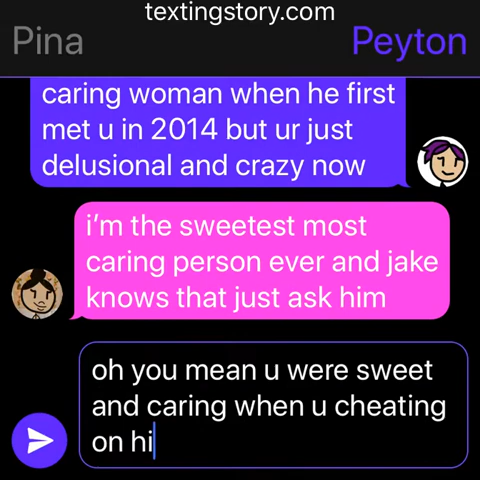 textingstory.com
Pina
Peyton
caring woman when he first
met u in 2014 but ur just
delusional and crazy now
i’m the sweetest most
caring person ever and jake
knows that just ask him
oh you mean u were sweet
and caring when u cheating
on hi